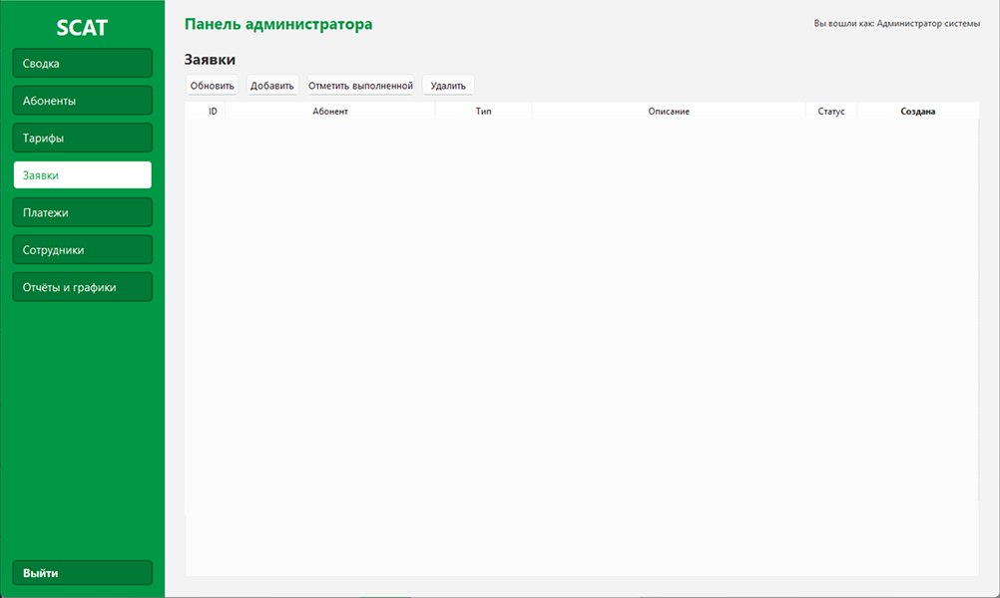 SCAT
Сводка
Абоненты
Тарифы
Заявки
Платежи
Сотрудники
Отчёты и графики
Выйти
Панель администратора
Вы вошли как: Администратор системы
Заявки
Обновить Добавить Отметить выполненной Удалить
ID Абонент Тип Описание Статус Создана